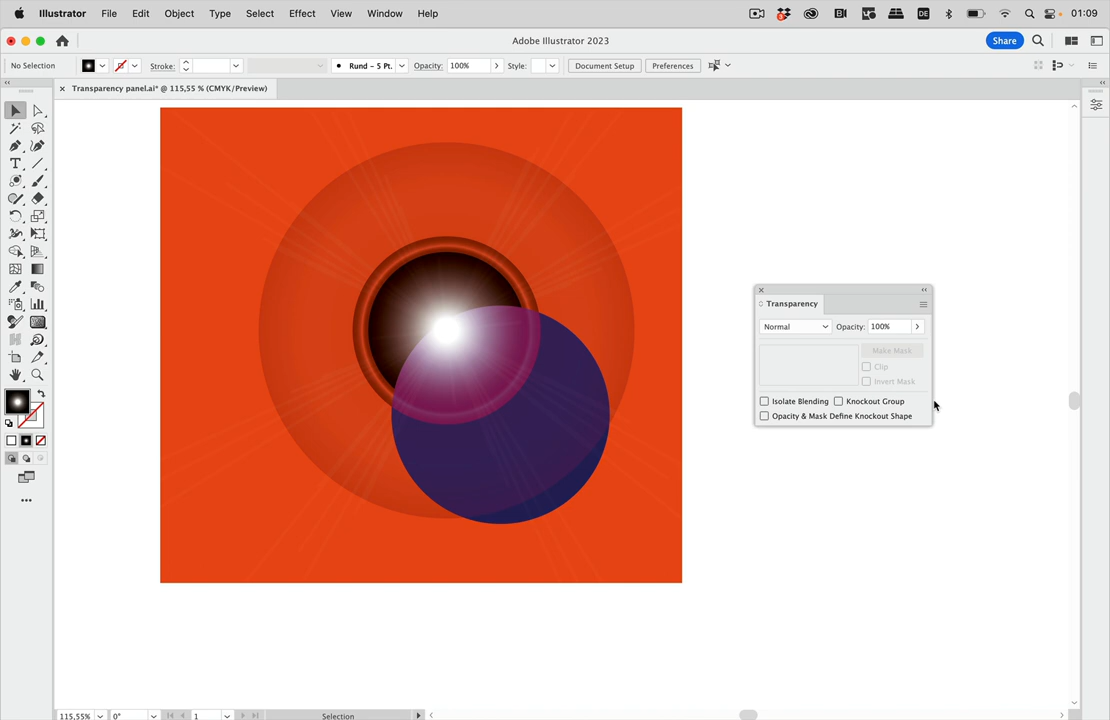 Illustrator File Edit Object Type Select Effect View Window Help DE 01:09
Adobe Illustrator 2023 Share
No Selection Stroke: Rund - 5 Pt. Opacity: 100% Style: Document Setup Preferences
Transparency panel.ai* @ 115,55 % (CMYK/Preview)
Transparency
Normal Opacity: 100%
Make Mask
Clip
Invert Mask
Isolate Blending Knockout Group
Opacity & Mask Define Knockout Shape
115,55% 0° 1 Selection